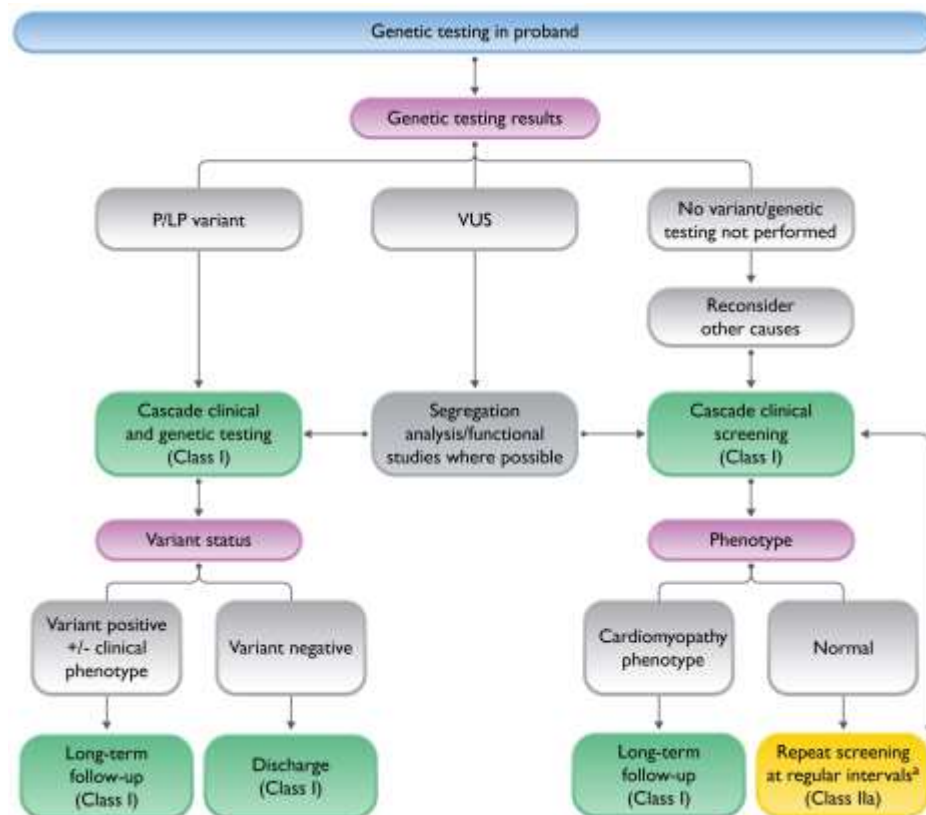 Genetic testing in proband
Genetic testing results
P/LP variant
VUS
No variant/genetic
testing not performed
Reconsider
other causes
Cascade clinical
and genetic testing
(Class I)
Segregation
analysis/functional
studies where possible
Cascade clinical
screening
(Class I)
Variant status
Phenotype
Variant positive
+/- clinical
phenotype
Variant negative
Cardiomyopathy
phenotype
Normal
Long-term
follow-up
(Class I)
Discharge
(Class I)
Long-term
follow-up
(Class I)
Repeat screening
at regular intervalsᵃ
(Class IIa)